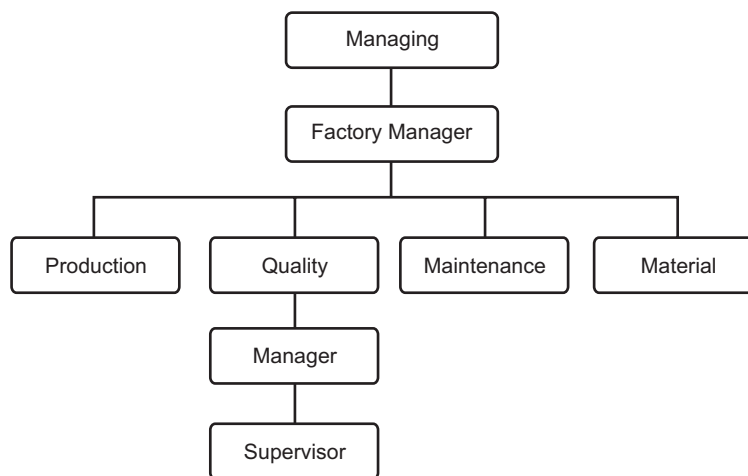 Managing
Factory Manager
Production
Quality
Maintenance
Material
Manager
Supervisor